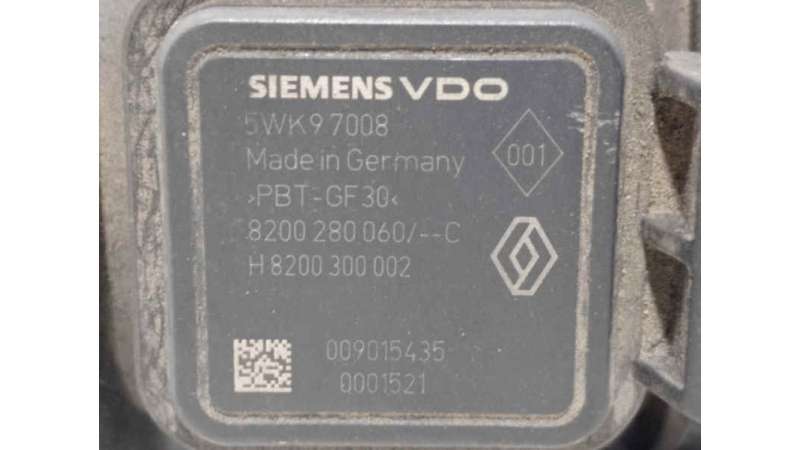 SIEMENS VDO
5WK9 7008
Made in Germany
001
›PBT-GF30‹
8200 280 060/--C
H 8200 300 002
009015435
0001521